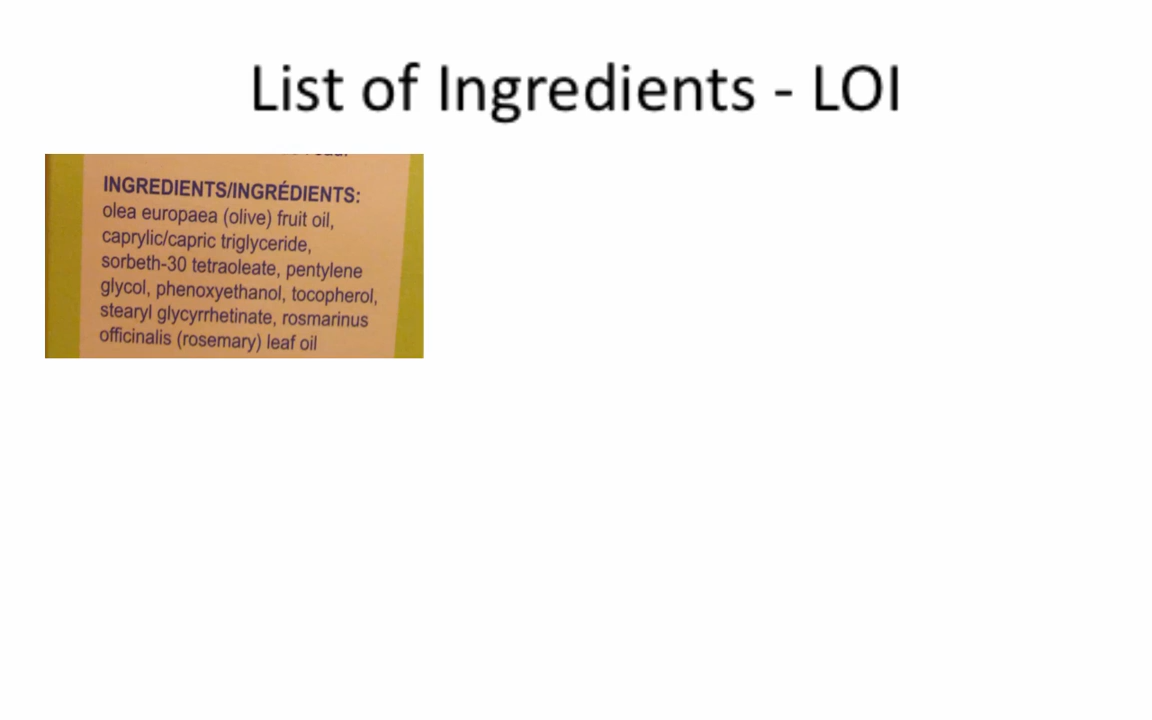 List of Ingredients - LOI
INGREDIENTS/INGRÉDIENTS:
olea europaea (olive) fruit oil,
caprylic/capric triglyceride,
sorbeth-30 tetraoleate, pentylene
glycol, phenoxyethanol, tocopherol,
stearyl glycyrrhetinate, rosmarinus
officinalis (rosemary) leaf oil